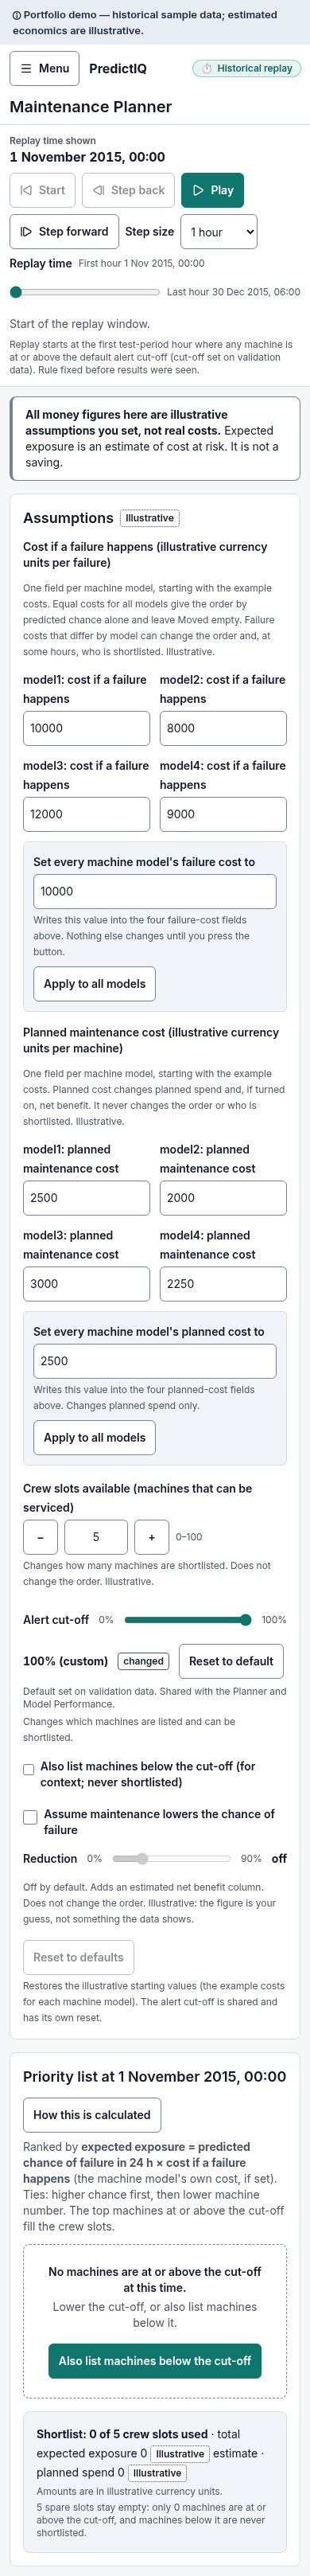 Portfolio demo — historical sample data; estimated
economics are illustrative.
Menu
PredictIQ
Historical replay
Maintenance Planner
Replay time shown
1 November 2015, 00:00
Start
Step back
Play
Step forward
Step size
1 hour
Replay time First hour 1 Nov 2015, 00:00
Last hour 30 Dec 2015, 06:00
Start of the replay window.
Replay starts at the first test-period hour where any machine is
at or above the default alert cut-off (cut-off set on validation
data). Rule fixed before results were seen.
All money figures here are illustrative
assumptions you set, not real costs. Expected
exposure is an estimate of cost at risk. It is not a
saving.
Assumptions Illustrative
Cost if a failure happens (illustrative currency
units per failure)
One field per machine model, starting with the example
costs. Equal costs for all models give the order by
predicted chance alone and leave Moved empty. Failure
costs that differ by model can change the order and, at
some hours, who is shortlisted. Illustrative.
model1: cost if a failure
happens
10000
model2: cost if a failure
happens
8000
model3: cost if a failure
happens
12000
model4: cost if a failure
happens
9000
Set every machine model's failure cost to
10000
Writes this value into the four failure-cost fields
above. Nothing else changes until you press the
button.
Apply to all models
Planned maintenance cost (illustrative currency
units per machine)
One field per machine model, starting with the example
costs. Planned cost changes planned spend and, if turned
on, net benefit. It never changes the order or who is
shortlisted. Illustrative.
model1: planned
maintenance cost
2500
model2: planned
maintenance cost
2000
model3: planned
maintenance cost
3000
model4: planned
maintenance cost
2250
Set every machine model's planned cost to
2500
Writes this value into the four planned-cost fields
above. Changes planned spend only.
Apply to all models
Crew slots available (machines that can be
serviced)
– 5 + 0–100
Changes how many machines are shortlisted. Does not
change the order. Illustrative.
Alert cut-off 0% 100%
100% (custom) changed Reset to default
Default set on validation data. Shared with the Planner and
Model Performance.
Changes which machines are listed and can be
shortlisted.
Also list machines below the cut-off (for
context; never shortlisted)
Assume maintenance lowers the chance of
failure
Reduction 0% 90% off
Off by default. Adds an estimated net benefit column.
Does not change the order. Illustrative: the figure is your
guess, not something the data shows.
Reset to defaults
Restores the illustrative starting values (the example costs
for each machine model). The alert cut-off is shared and
has its own reset.
Priority list at 1 November 2015, 00:00
How this is calculated
Ranked by expected exposure = predicted
chance of failure in 24 h × cost if a failure
happens (the machine model's own cost, if set).
Ties: higher chance first, then lower machine
number. The top machines at or above the cut-off
fill the crew slots.
No machines are at or above the cut-off
at this time.
Lower the cut-off, or also list machines
below it.
Also list machines below the cut-off
Shortlist: 0 of 5 crew slots used · total
expected exposure 0 Illustrative estimate ·
planned spend 0 Illustrative
Amounts are in illustrative currency units.
5 spare slots stay empty: only 0 machines are at or
above the cut-off, and machines below it are never
shortlisted.